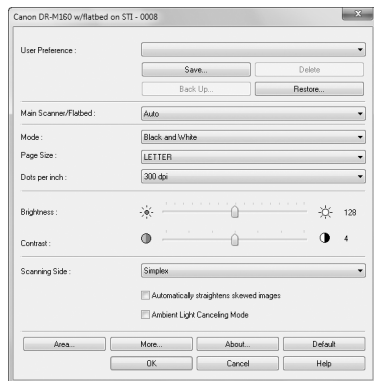 Canon DR-M160 w/flatbed on STI - 0008
User Preference :
Save... Delete
Back Up... Restore...
Main Scanner/Flatbed : Auto
Mode : Black and White
Page Size : LETTER
Dots per inch : 300 dpi
Brightness : 128
Contrast : 4
Scanning Side : Simplex
Automatically straightens skewed images
Ambient Light Canceling Mode
Area... More... About... Default
OK Cancel Help